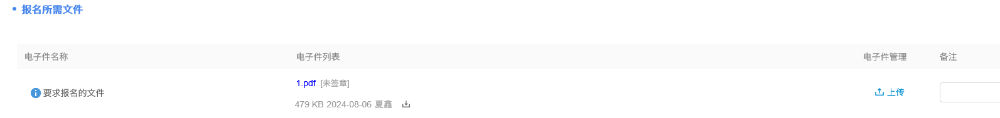 报名所需文件
电子件名称 电子件列表 电子件管理 备注
1.pdf [未签章]
要求报名的文件 上传
479 KB 2024-08-06 夏鑫